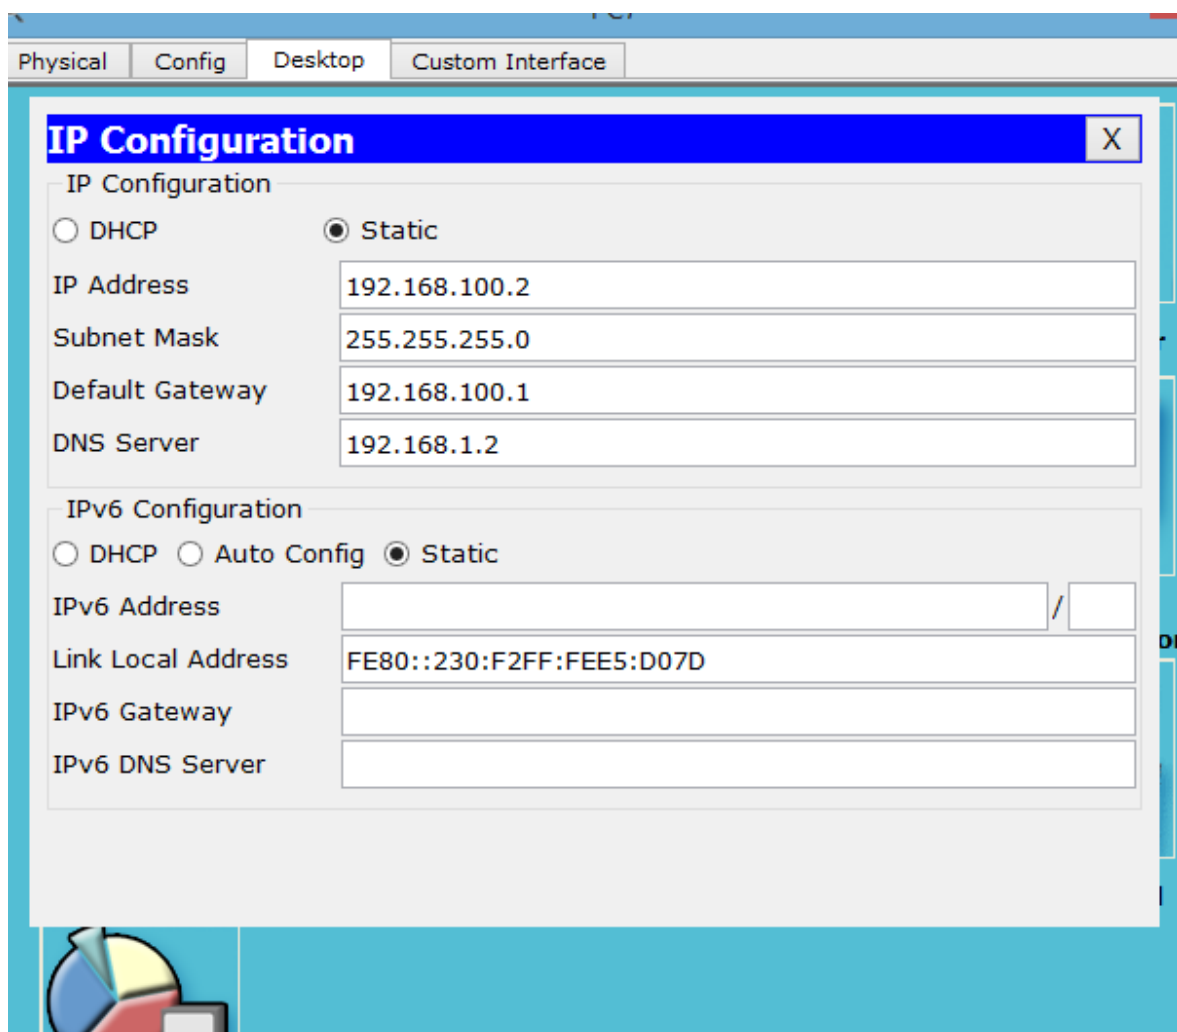 Physical Config Desktop Custom Interface
IP Configuration X
IP Configuration
DHCP Static
IP Address 192.168.100.2
Subnet Mask 255.255.255.0
Default Gateway 192.168.100.1
DNS Server 192.168.1.2
IPv6 Configuration
DHCP Auto Config Static
IPv6 Address /
Link Local Address FE80::230:F2FF:FEE5:D07D
IPv6 Gateway
IPv6 DNS Server